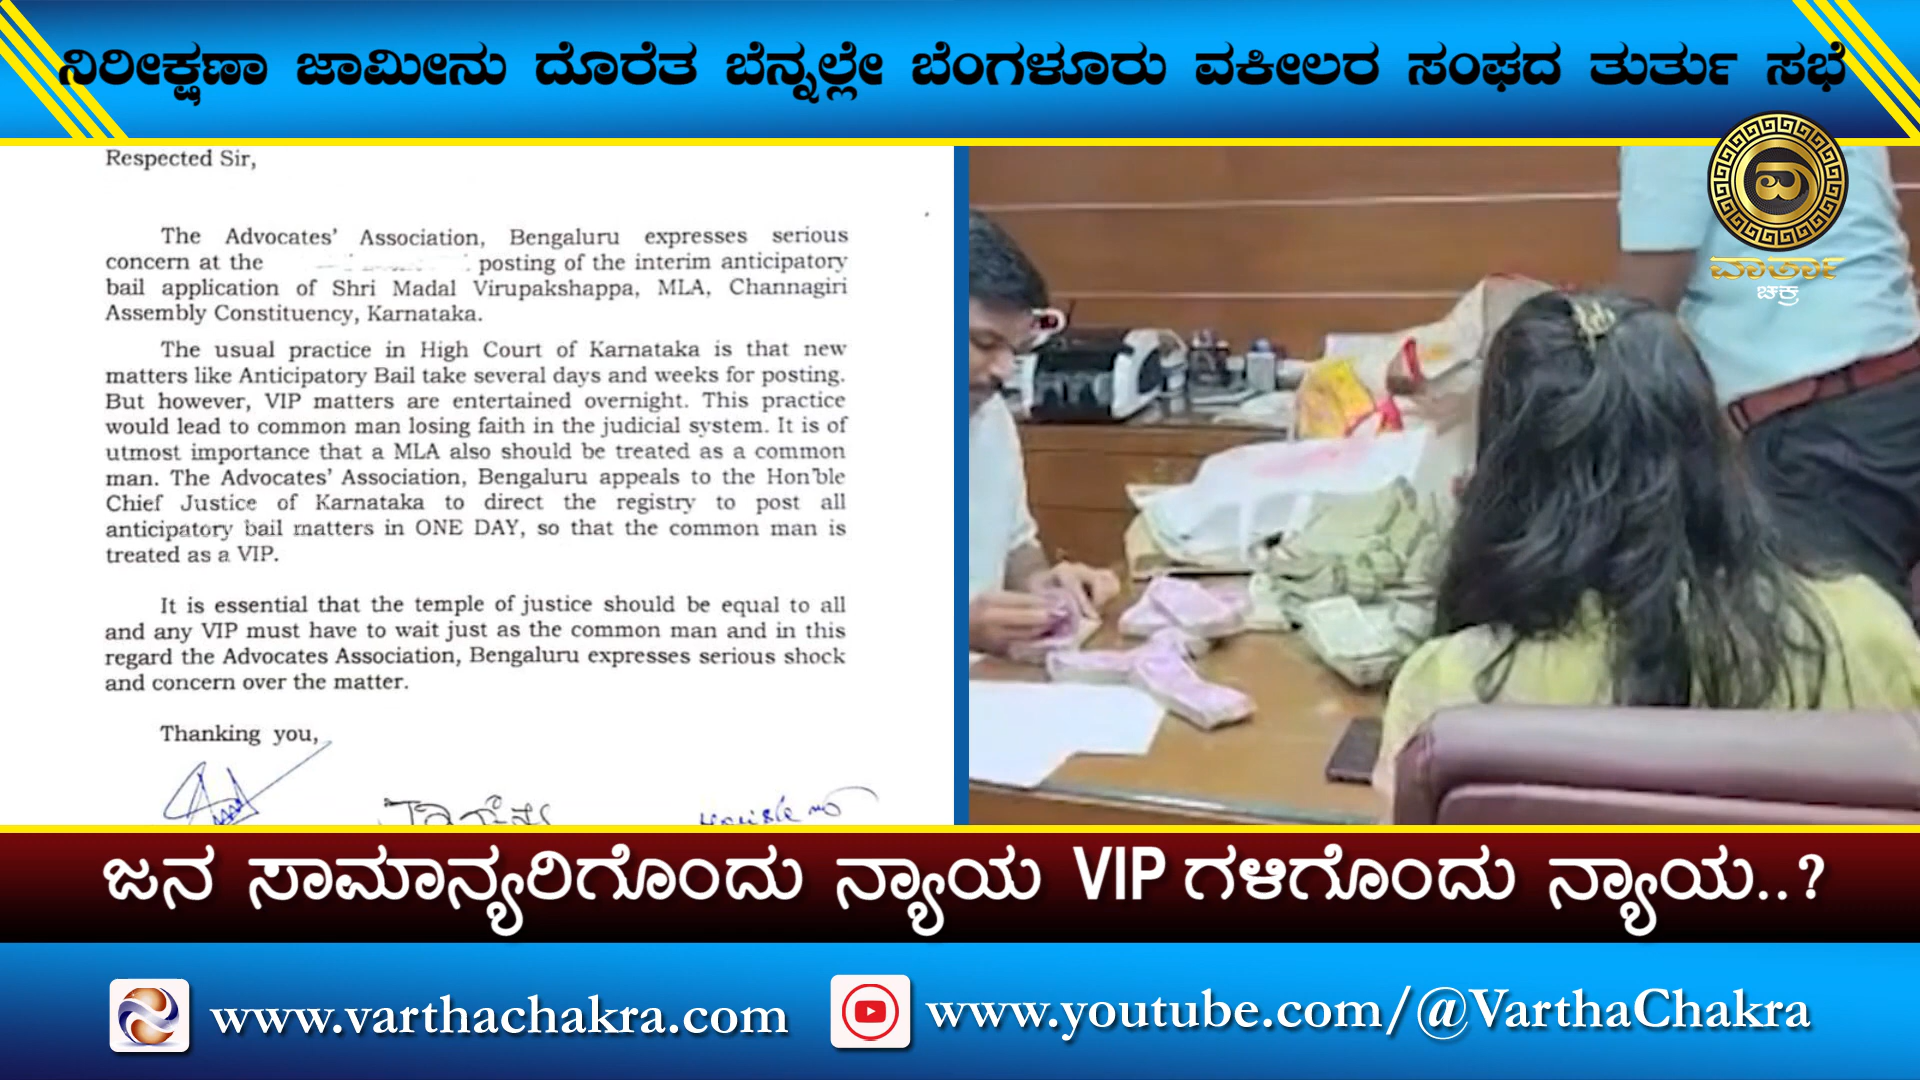 ನಿರೀಕ್ಷಣಾ ಜಾಮೀನು ದೊರೆತ ಬೆನ್ನಲ್ಲೇ ಬೆಂಗಳೂರು ವಕೀಲರ ಸಂಘದ ತುರ್ತು ಸಭೆ
ವಾರ್ತಾ
ಚಕ್ರ
Respected Sir,
The Advocates' Association, Bengaluru expresses serious
concern at the posting of the interim anticipatory
bail application of Shri Madal Virupakshappa, MLA, Channagiri
Assembly Constituency, Karnataka.
The usual practice in High Court of Karnataka is that new
matters like Anticipatory Bail take several days and weeks for posting.
But however, VIP matters are entertained overnight. This practice
would lead to common man losing faith in the judicial system. It is of
utmost importance that a MLA also should be treated as a common
man. The Advocates' Association, Bengaluru appeals to the Hon'ble
Chief Justice of Karnataka to direct the registry to post all
anticipatory bail matters in ONE DAY, so that the common man is
treated as a VIP.
It is essential that the temple of justice should be equal to all
and any VIP must have to wait just as the common man and in this
regard the Advocates Association, Bengaluru expresses serious shock
and concern over the matter.
Thanking you,
ಜನ ಸಾಮಾನ್ಯರಿಗೊಂದು ನ್ಯಾಯ VIP ಗಳಿಗೊಂದು ನ್ಯಾಯ..?
www.varthachakra.com
www.youtube.com/@VarthaChakra